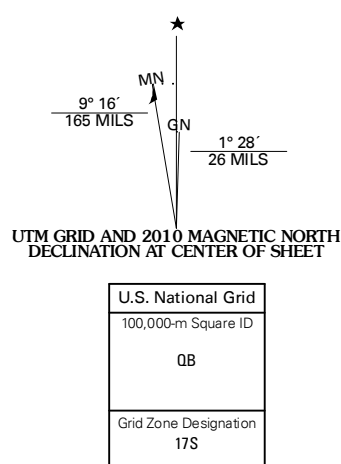 MN
9° 16´
165 MILS
GN
1° 28´
26 MILS
UTM GRID AND 2010 MAGNETIC NORTH
DECLINATION AT CENTER OF SHEET
U.S. National Grid
100,000-m Square ID
QB
Grid Zone Designation
17S